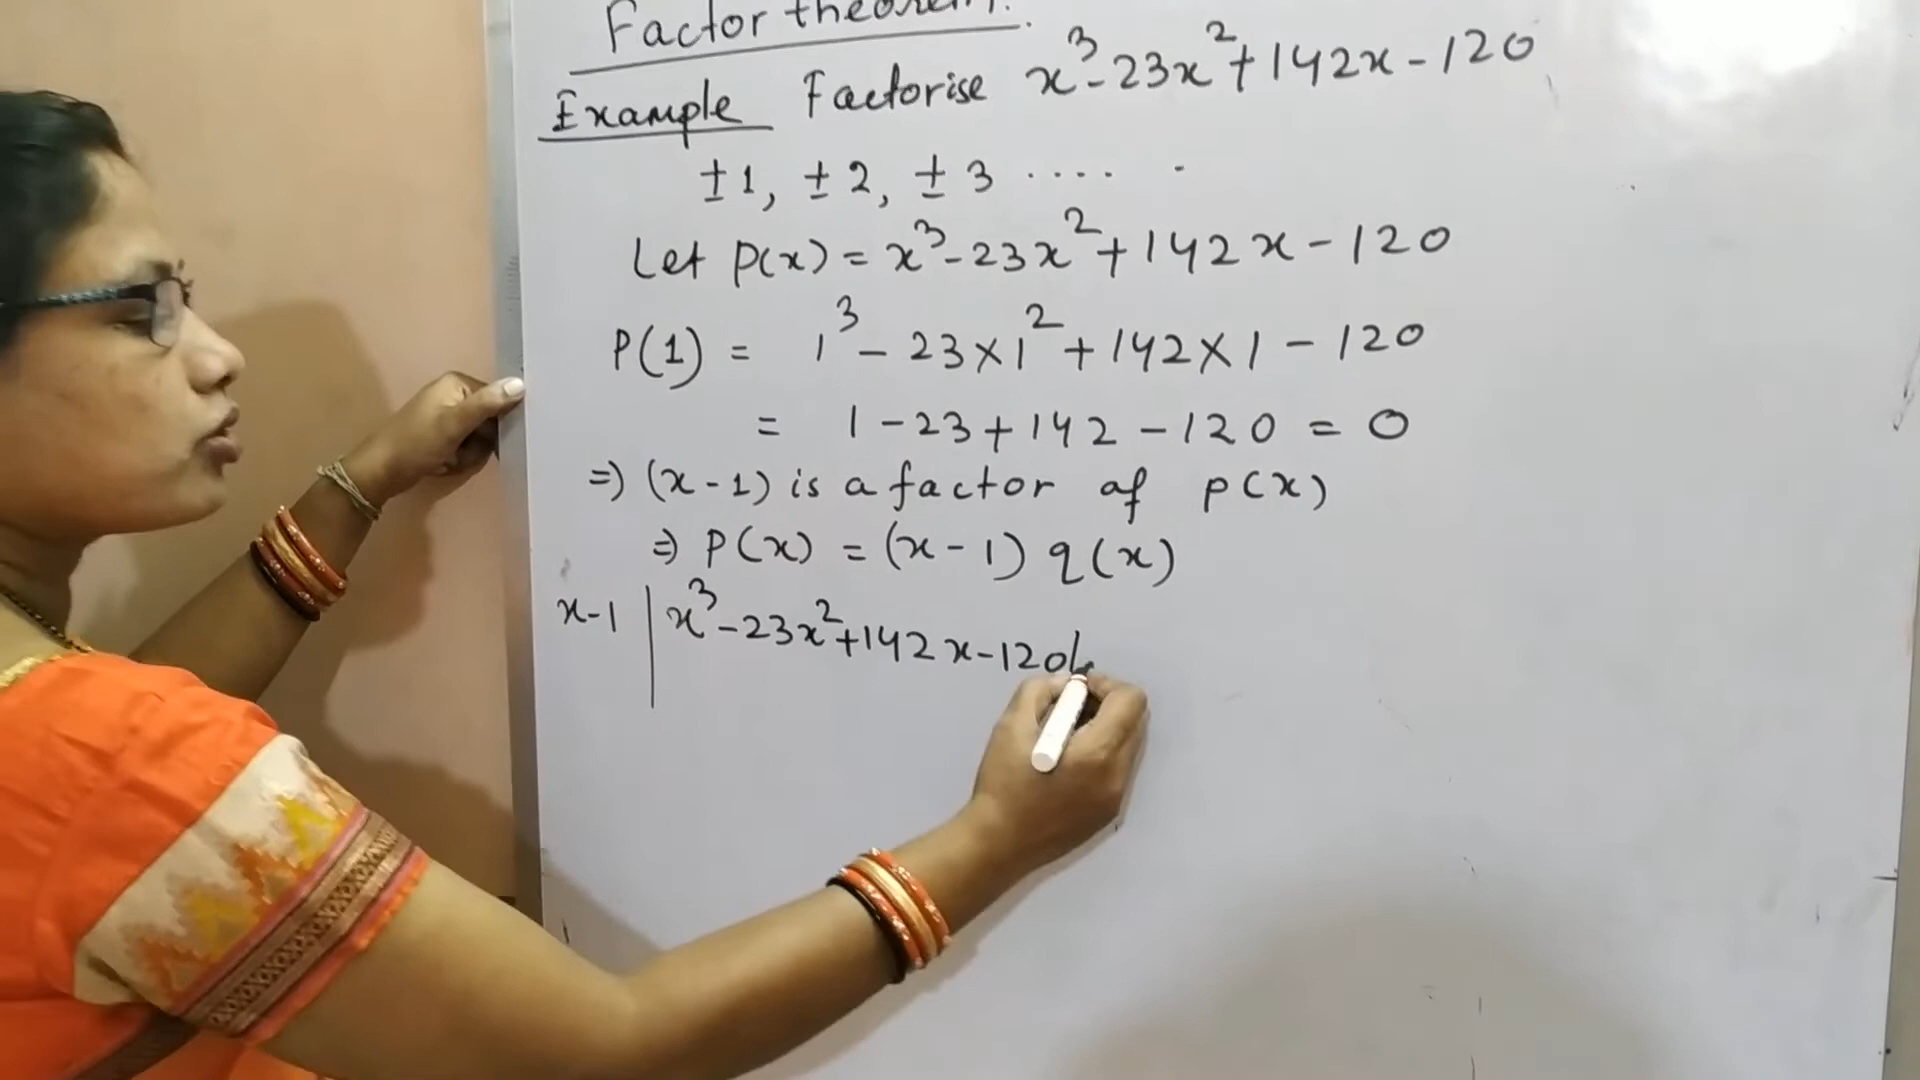 Factor theorem.
Example Factorise x³-23x²+142x-120
±1, ±2, ±3 .... .
Let p(x) = x³-23x²+142x-120
P(1) = 1³-23×1²+142×1-120
= 1-23+142-120 = 0
⇒ (x-1) is a factor of p(x)
⇒ P(x) = (x-1) q(x)
x-1 | x³-23x²+142x-120